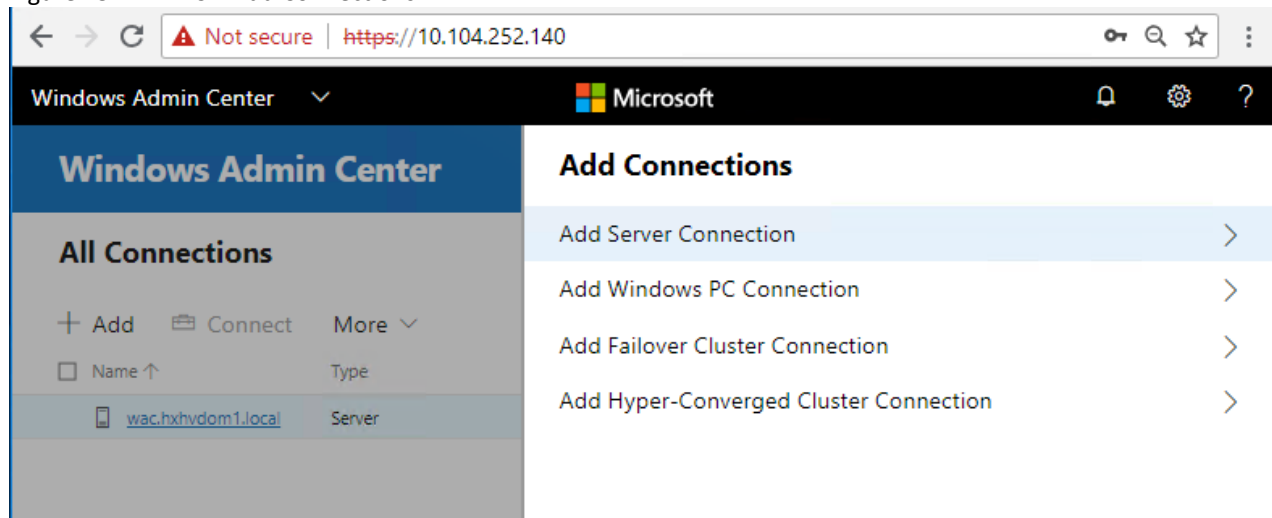 Not secure | https://10.104.252.140
Windows Admin Center
Microsoft
?
Windows Admin Center
Add Connections
All Connections
Add Server Connection
Add Windows PC Connection
Add Failover Cluster Connection
Add Hyper-Converged Cluster Connection
+ Add Connect More
Name Type
wac.hxhvdom1.local Server